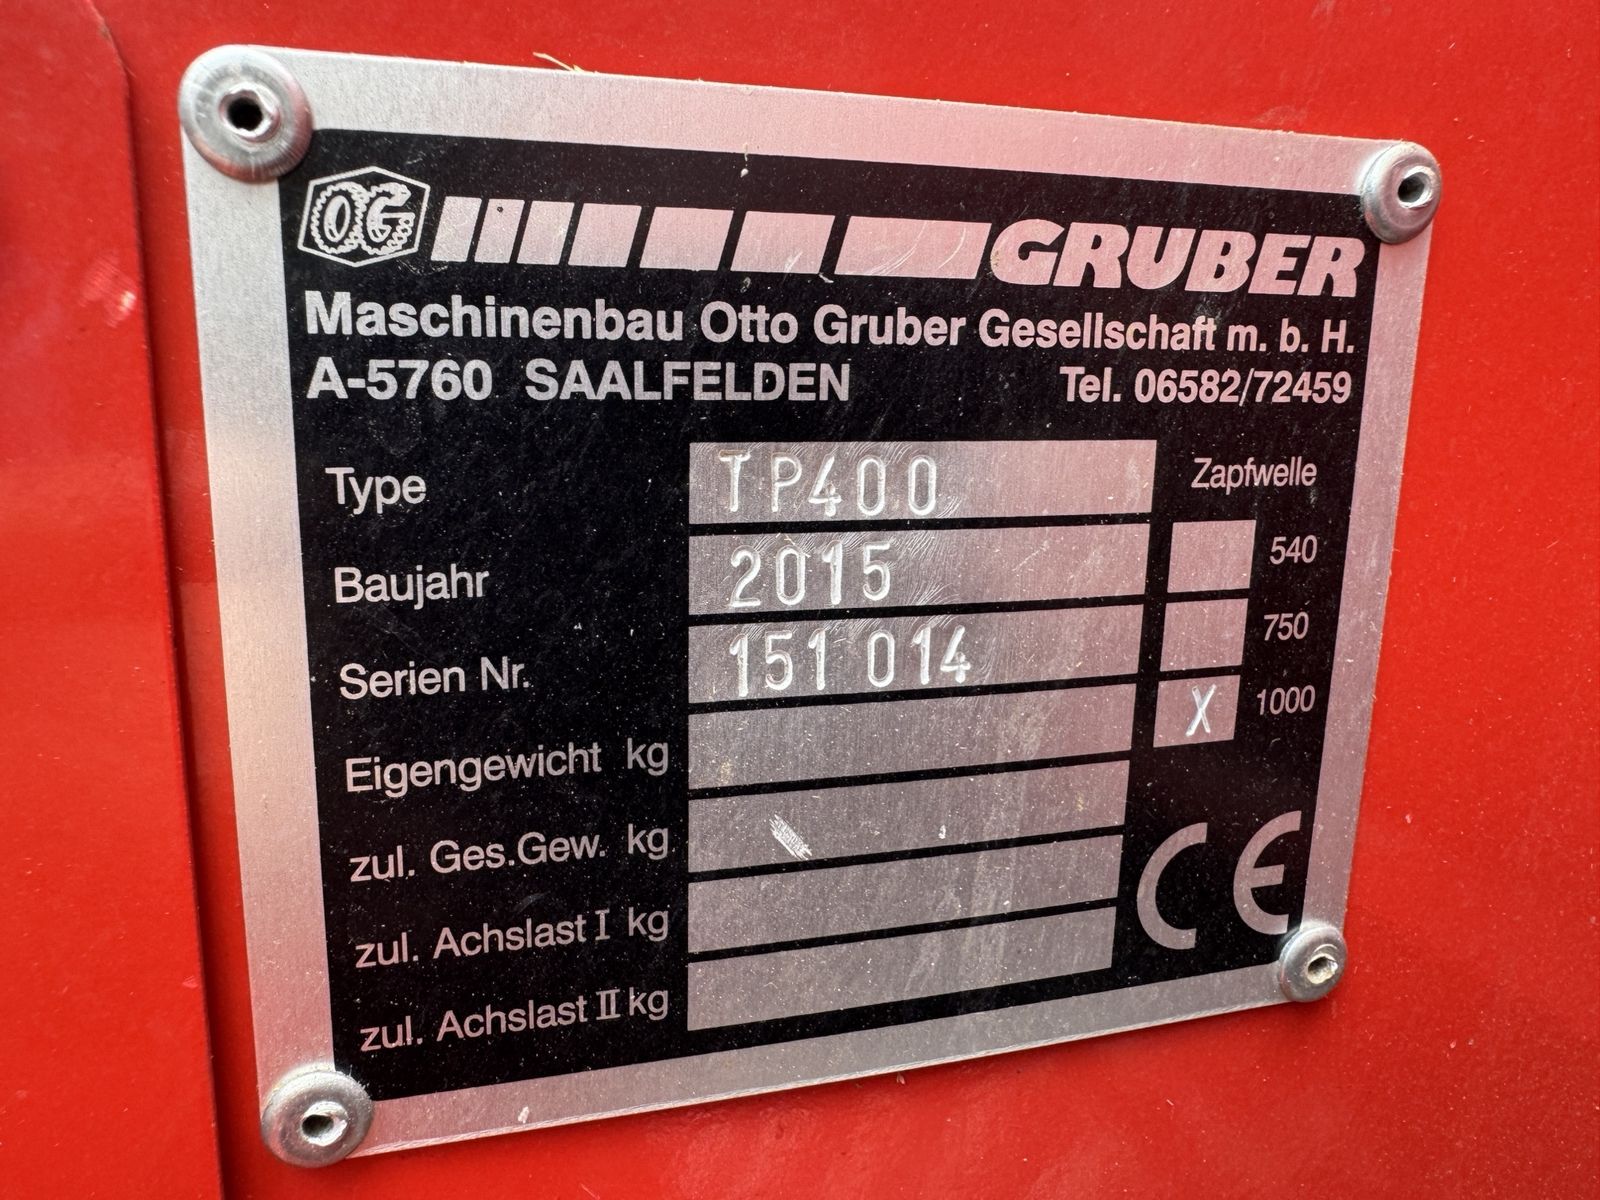 OG GRUBER
Maschinenbau Otto Gruber Gesellschaft m. b. H.
A-5760 SAALFELDEN Tel. 06582/72459
Type TP400 Zapfwelle
Baujahr 2015 540
Serien Nr. 151 014 750
Eigengewicht kg X 1000
zul. Ges.Gew. kg
zul. Achslast I kg
zul. Achslast II kg
CE